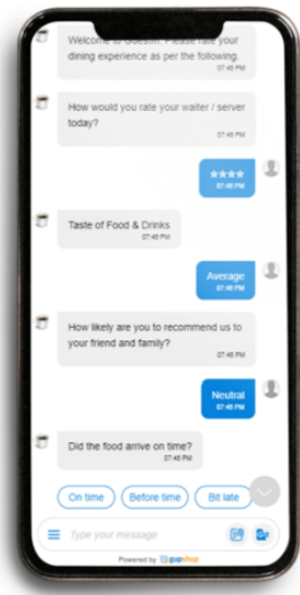 Welcome to Guestfi. Please rate your
dining experience as per the following.
07:46 PM
How would you rate your waiter / server
today?
07:46 PM
★★★★
07:46 PM
Taste of Food & Drinks
07:46 PM
Average
07:46 PM
How likely are you to recommend us to
your friend and family?
07:46 PM
Neutral
07:46 PM
Did the food arrive on time?
07:46 PM
On time Before time Bit late
Type your message
Powered by gupshup